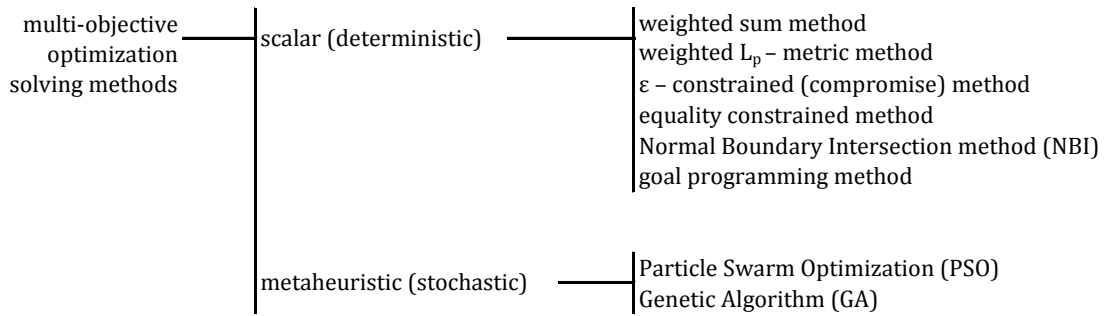 multi-objective
optimization
solving methods
scalar (deterministic)
weighted sum method
weighted Lp – metric method
ε – constrained (compromise) method
equality constrained method
Normal Boundary Intersection method (NBI)
goal programming method
metaheuristic (stochastic)
Particle Swarm Optimization (PSO)
Genetic Algorithm (GA)